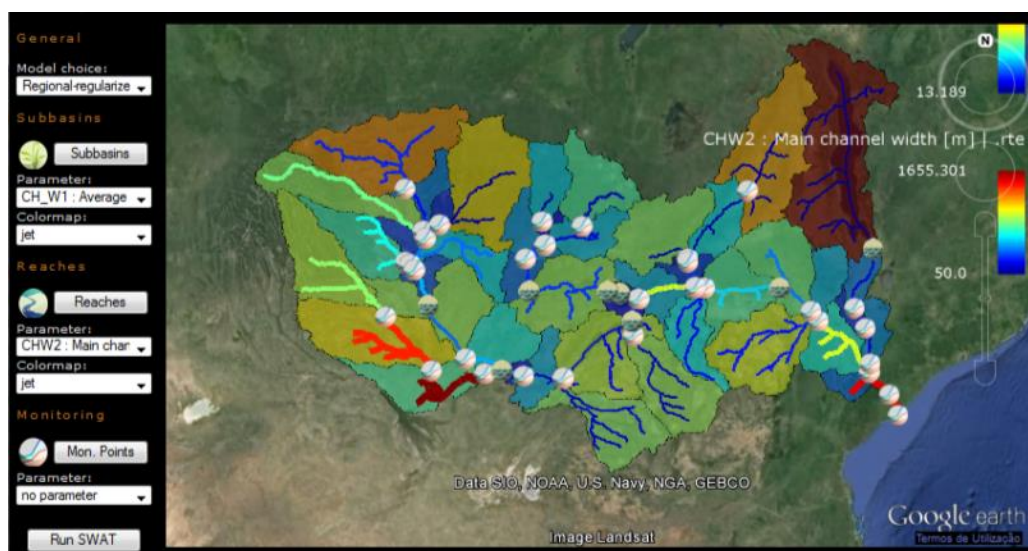 General
Model choice:
Regional-regularize
Subbasins
Subbasins
Parameter:
CH_W1 : Average
Colormap:
jet
Reaches
Reaches
Parameter:
CHW2 : Main char
Colormap:
jet
Monitoring
Mon. Points
Parameter:
no parameter
Run SWAT
N
13.189
CHW2 : Main channel width [m] | .rte
1655.301
50.0
Data SIO, NOAA, U.S. Navy, NGA, GEBCO
Image Landsat
Google earth
Termos de Utilização